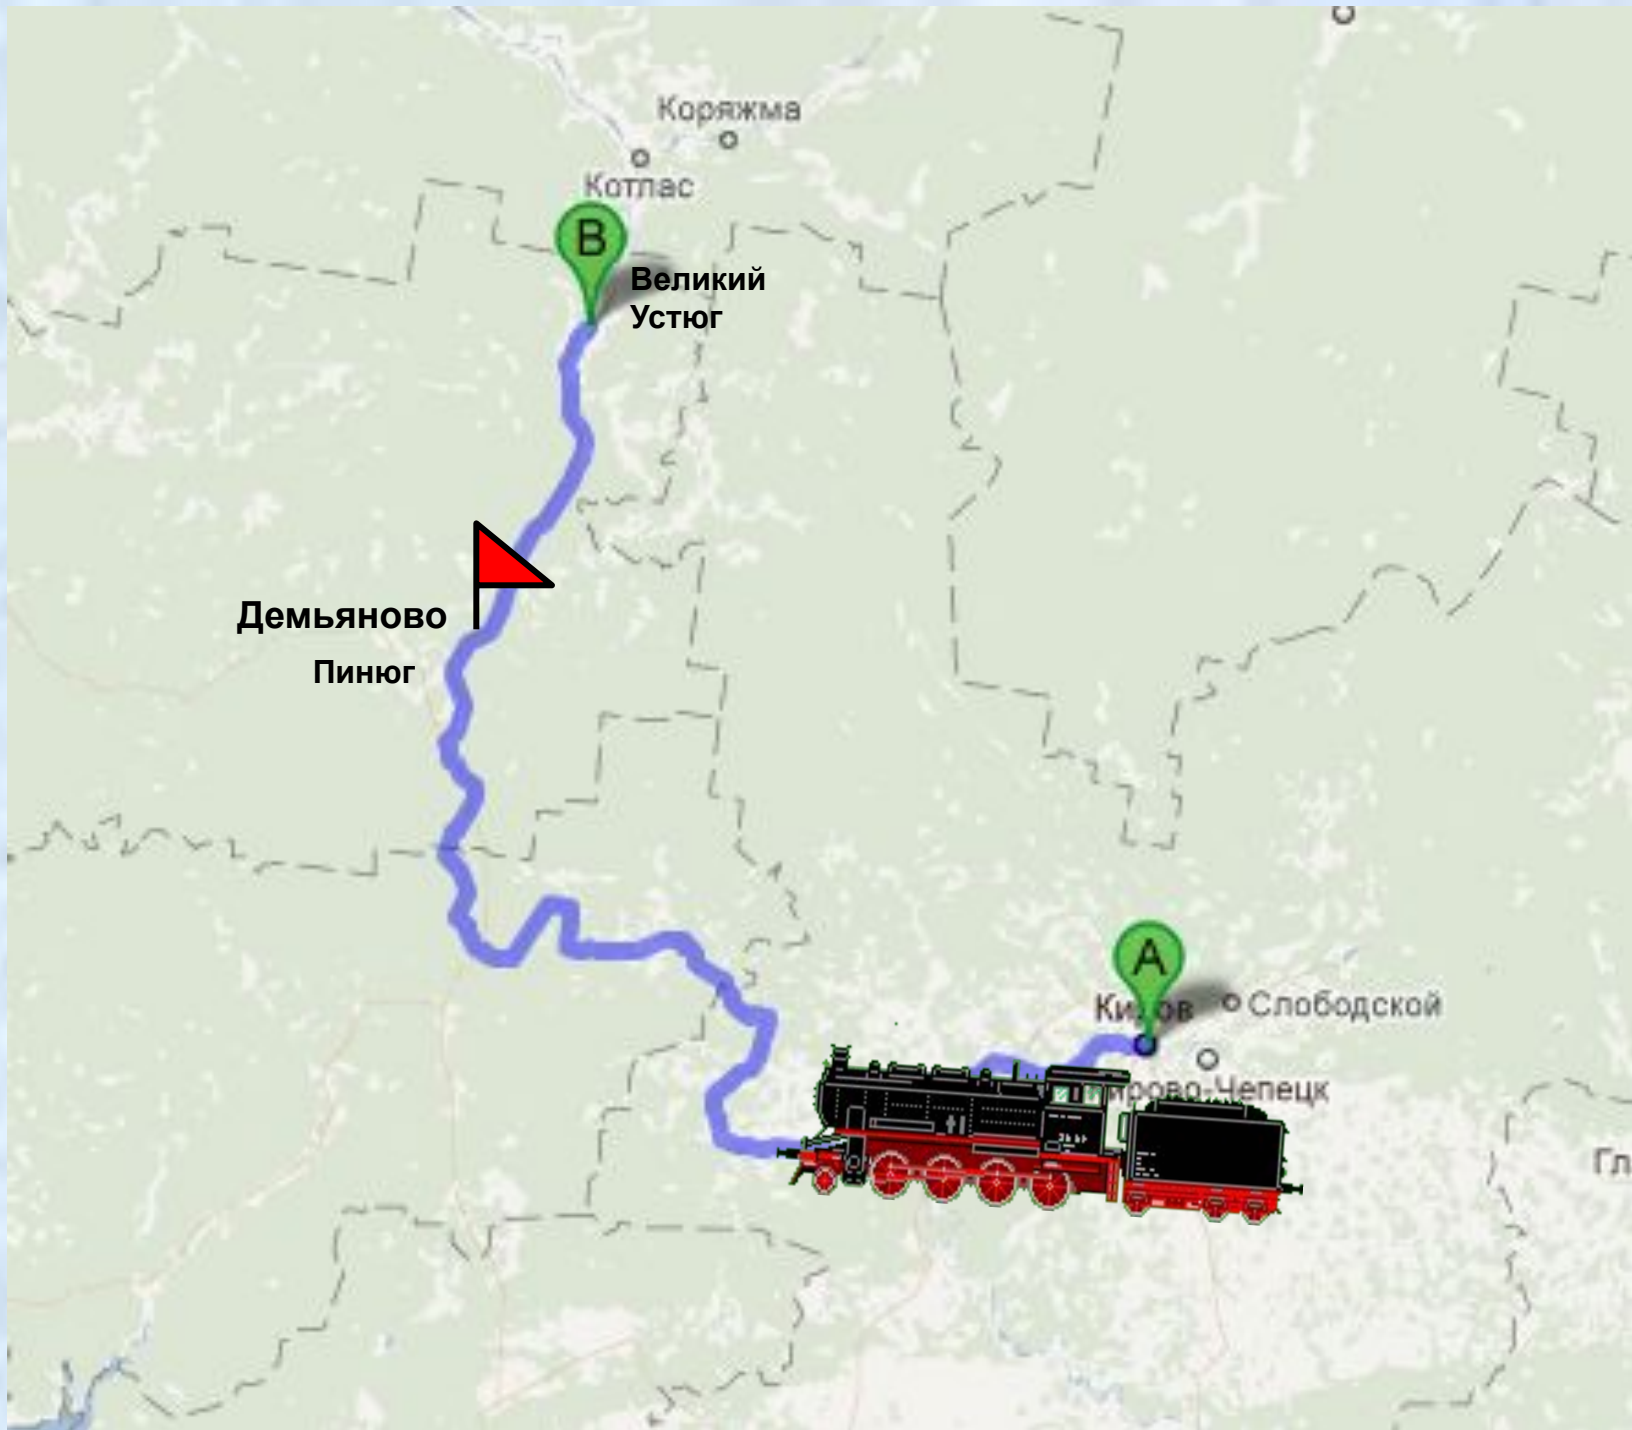 Коряжма
Котлас
B
Великий
Устюг
Демьяново
Пинюг
A
Слободской